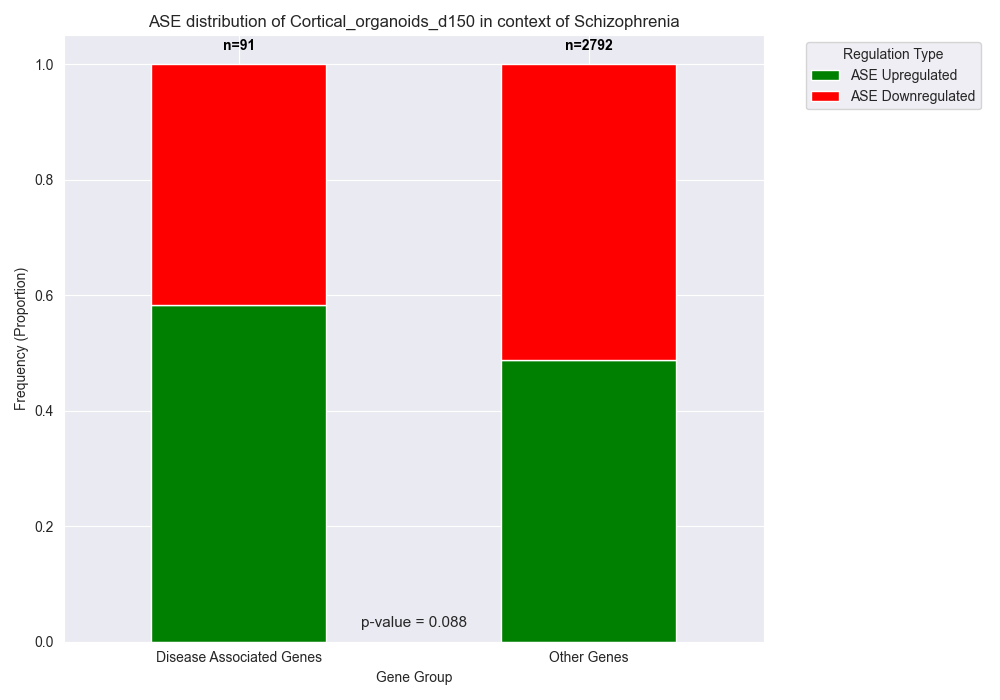 ASE distribution of Cortical_organoids_d150 in context of Schizophrenia
n=91
n=2792
Regulation Type
ASE Upregulated
ASE Downregulated
1.0
0.8
0.6
0.4
0.2
0.0
Frequency (Proportion)
p-value = 0.088
Disease Associated Genes
Other Genes
Gene Group